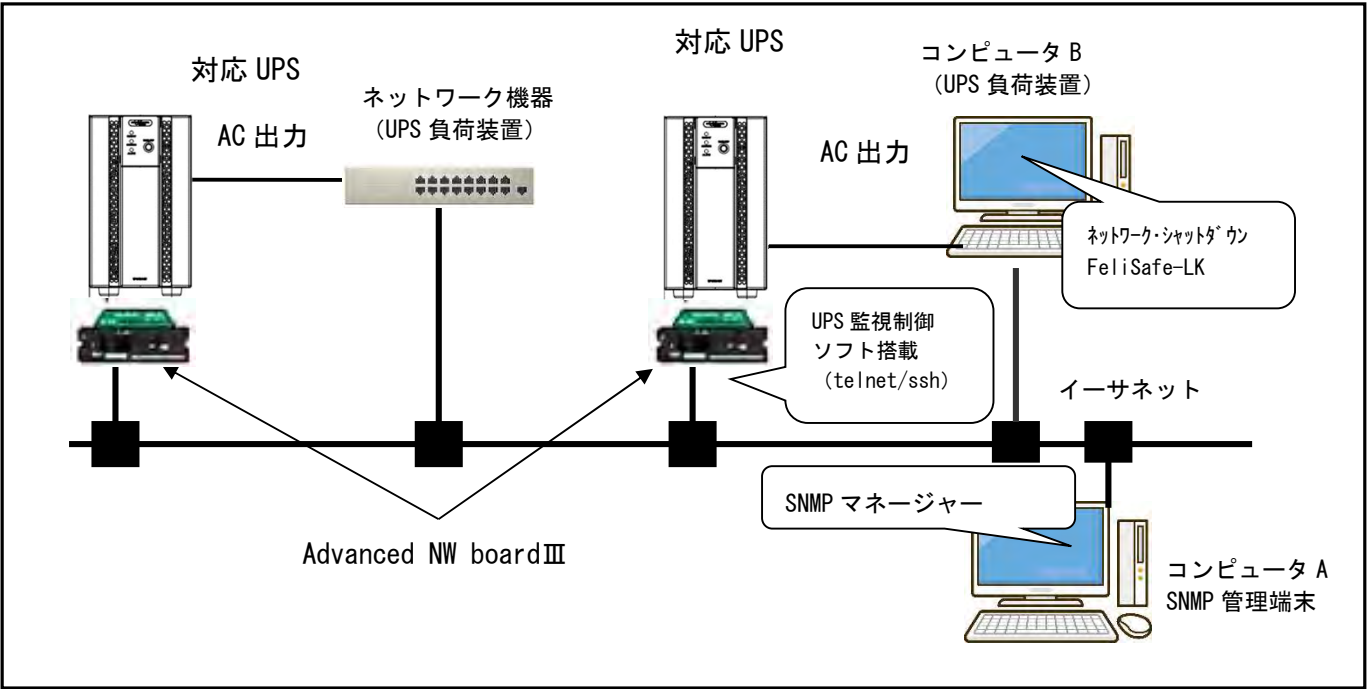 対応 UPS
AC 出力
ネットワーク機器
（UPS 負荷装置）
対応 UPS
AC 出力
コンピュータ B
（UPS 負荷装置）
ﾈｯﾄﾜｰｸ･ｼｬｯﾄﾀﾞｳﾝ
FeliSafe-LK
UPS 監視制御
ソフト搭載
（telnet/ssh）
イーサネット
SNMP マネージャー
Advanced NW boardⅢ
コンピュータ A
SNMP 管理端末